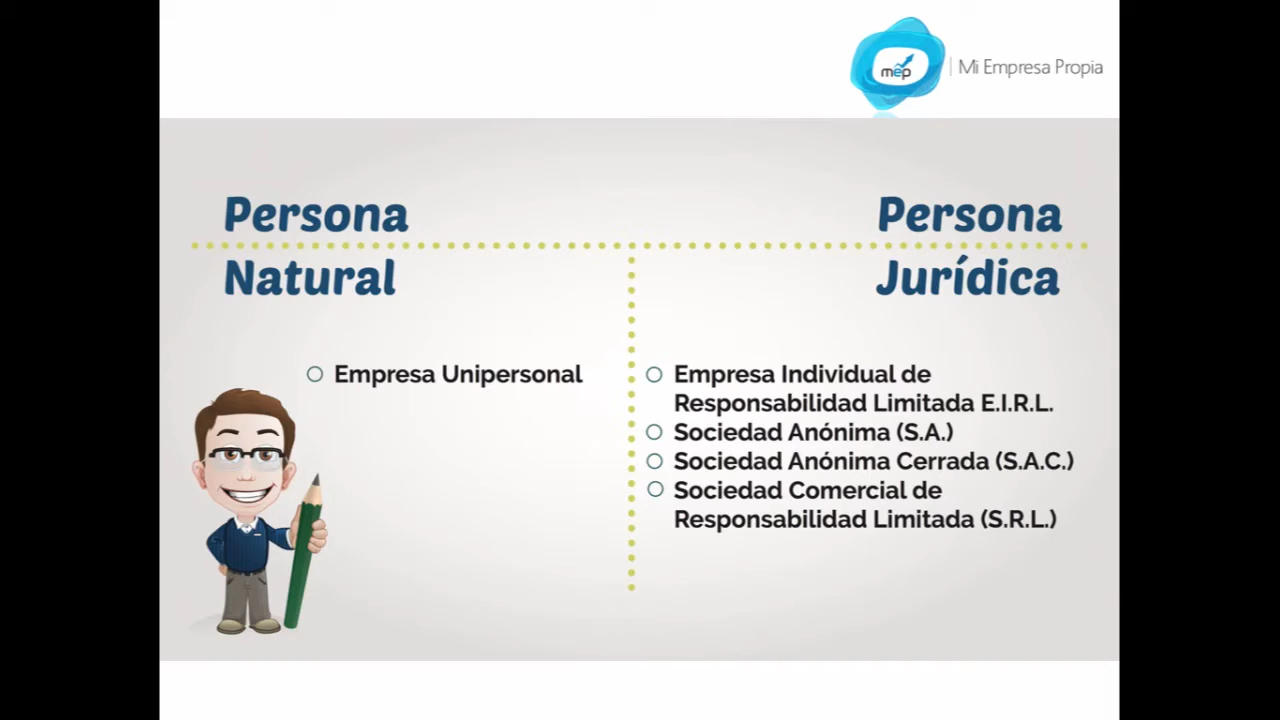 mep | Mi Empresa Propia
Persona
Natural
Empresa Unipersonal
Persona
Jurídica
Empresa Individual de
Responsabilidad Limitada E.I.R.L.
Sociedad Anónima (S.A.)
Sociedad Anónima Cerrada (S.A.C.)
Sociedad Comercial de
Responsabilidad Limitada (S.R.L.)